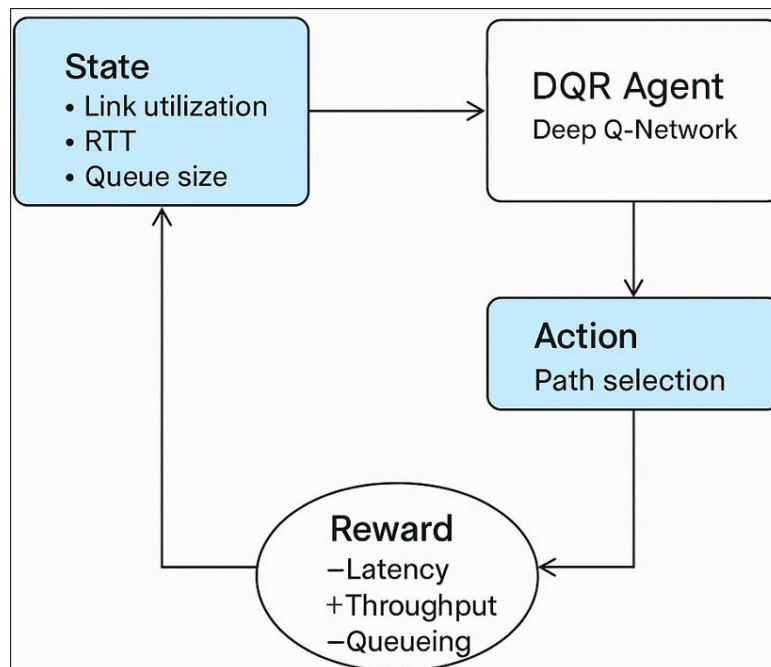 State
• Link utilization
• RTT
• Queue size
DQR Agent
Deep Q-Network
Action
Path selection
Reward
−Latency
+Throughput
−Queueing